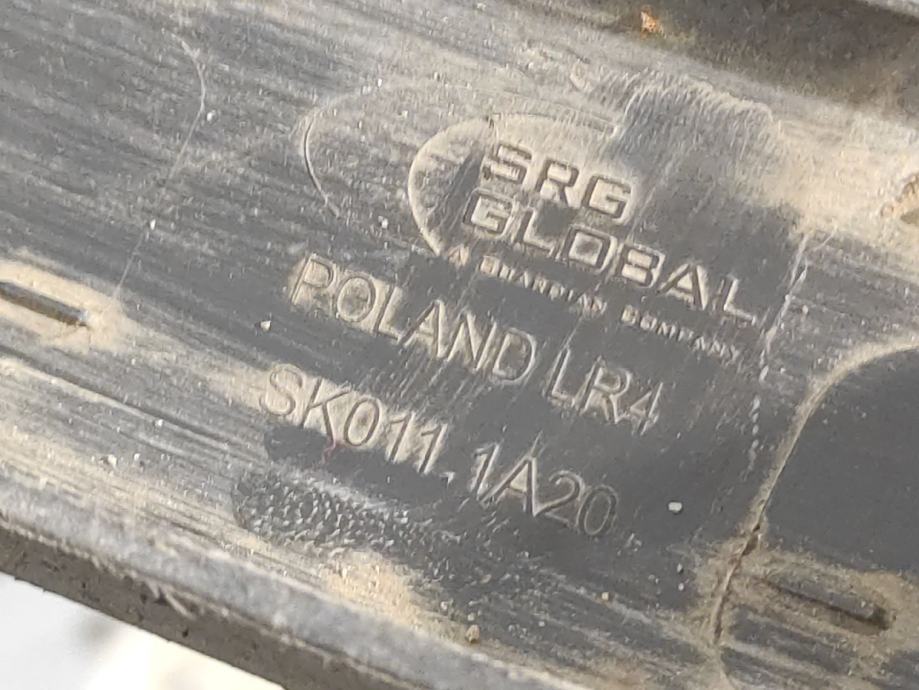 SRG
GLOBAL
A GUARDIAN COMPANY
POLAND LR4
SK011.1A20